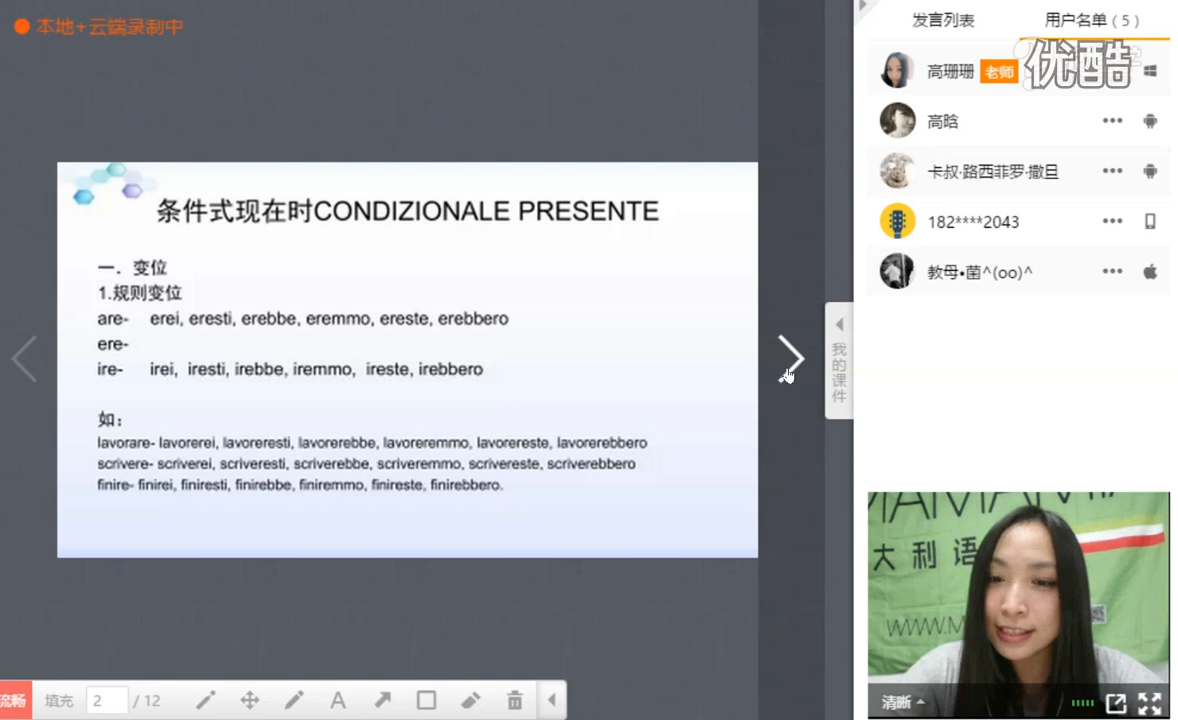 本地+云端录制中
条件式现在时CONDIZIONALE PRESENTE
一．变位
1.规则变位
are- erei, eresti, erebbe, eremmo, ereste, erebbero
ere-
ire- irei, iresti, irebbe, iremmo, ireste, irebbero
如：
lavorare- lavorerei, lavoreresti, lavorerebbe, lavoreremmo, lavorereste, lavorerebbero
scrivere- scriverei, scriveresti, scriverebbe, scriveremmo, scrivereste, scriverebbero
finire- finirei, finiresti, finirebbe, finiremmo, finireste, finirebbero.
流畅 填充 2 / 12 A
我的课件
发言列表 用户名单（5）
优酷
高珊珊 老师
高晗
卡叔·路西菲罗·撒旦
182****2043
教母•菌^(oo)^
MAMAMIA
大利语
WWW.M
清晰